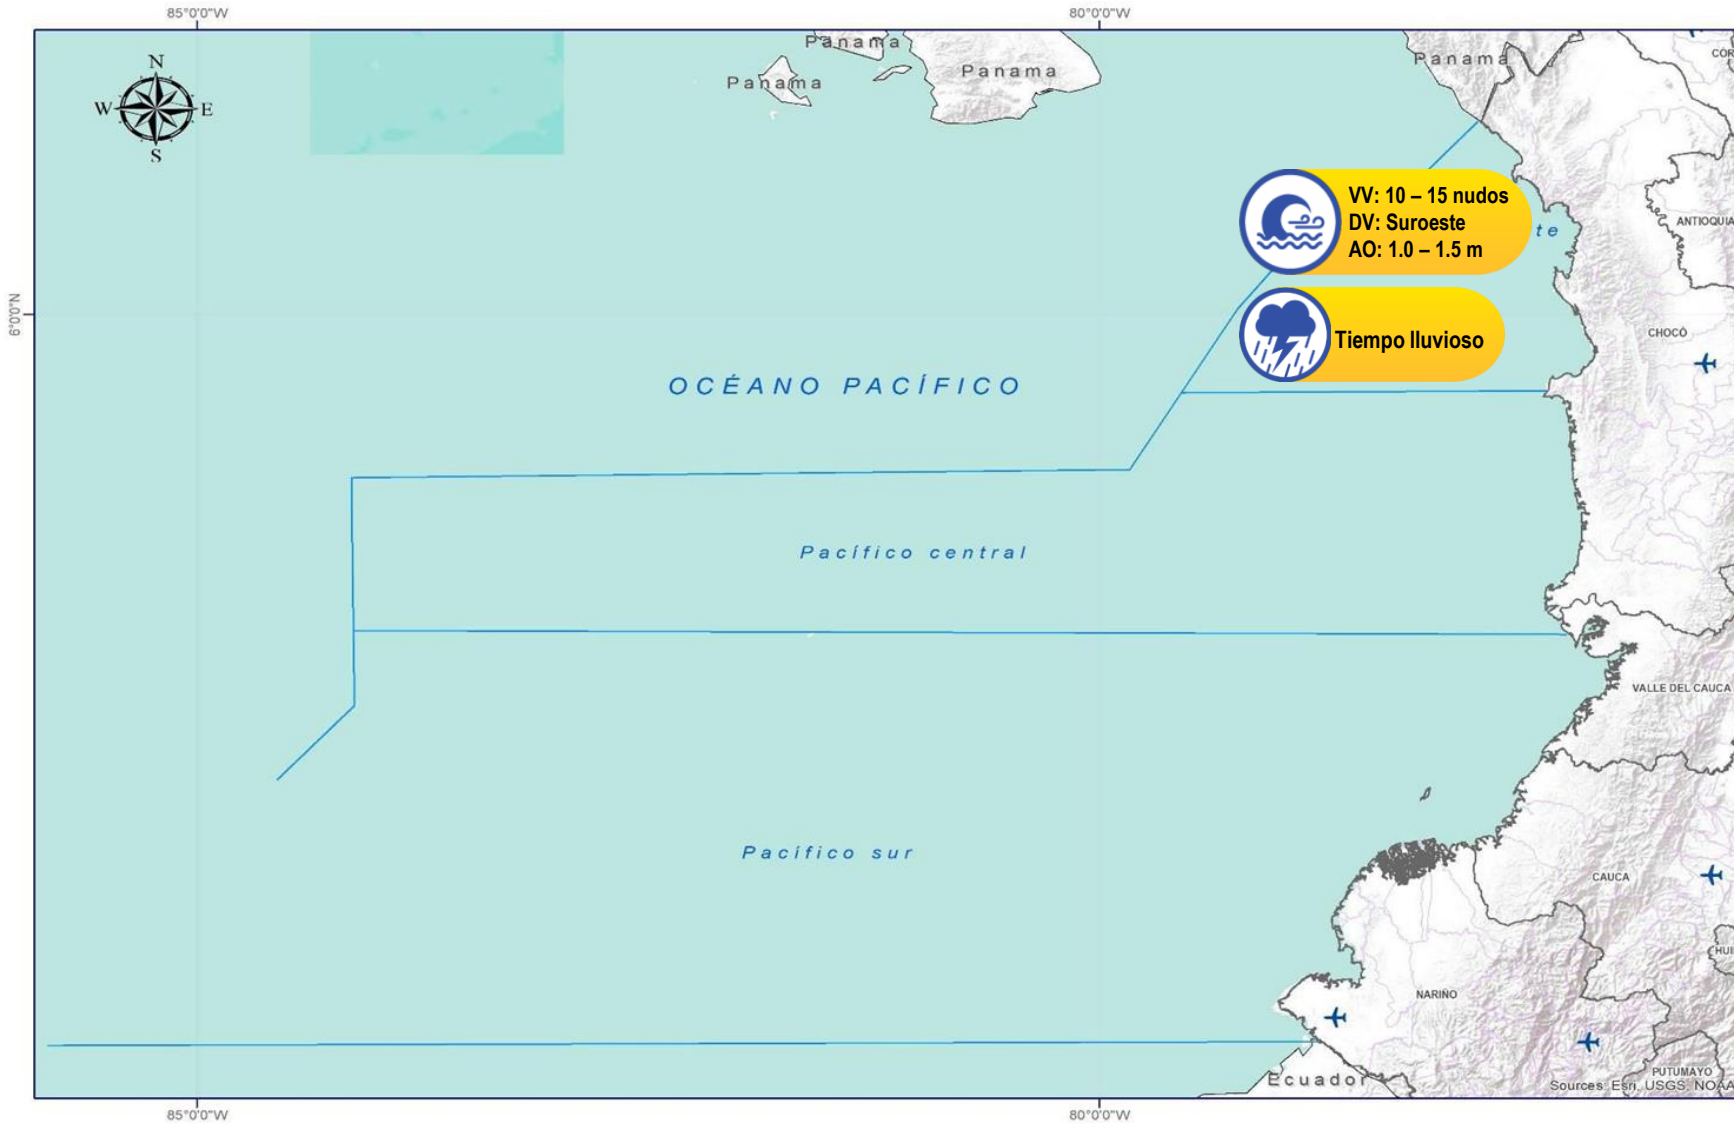 85°0'0"W
80°0'0"W
N
W
E
S
Panama
Panama
Panama
Panama
ANTIOQUIA
VV: 10 – 15 nudos
DV: Suroeste
AO: 1.0 – 1.5 m
te
6°0'0"N
CHOCÓ
Tiempo lluvioso
OCÉANO PACÍFICO
Pacífico central
VALLE DEL CAUCA
Pacífico sur
CAUCA
HUI
NARIÑO
PUTUMAYO
Ecuador
Sources: Esri, USGS, NOAA
85°0'0"W
80°0'0"W